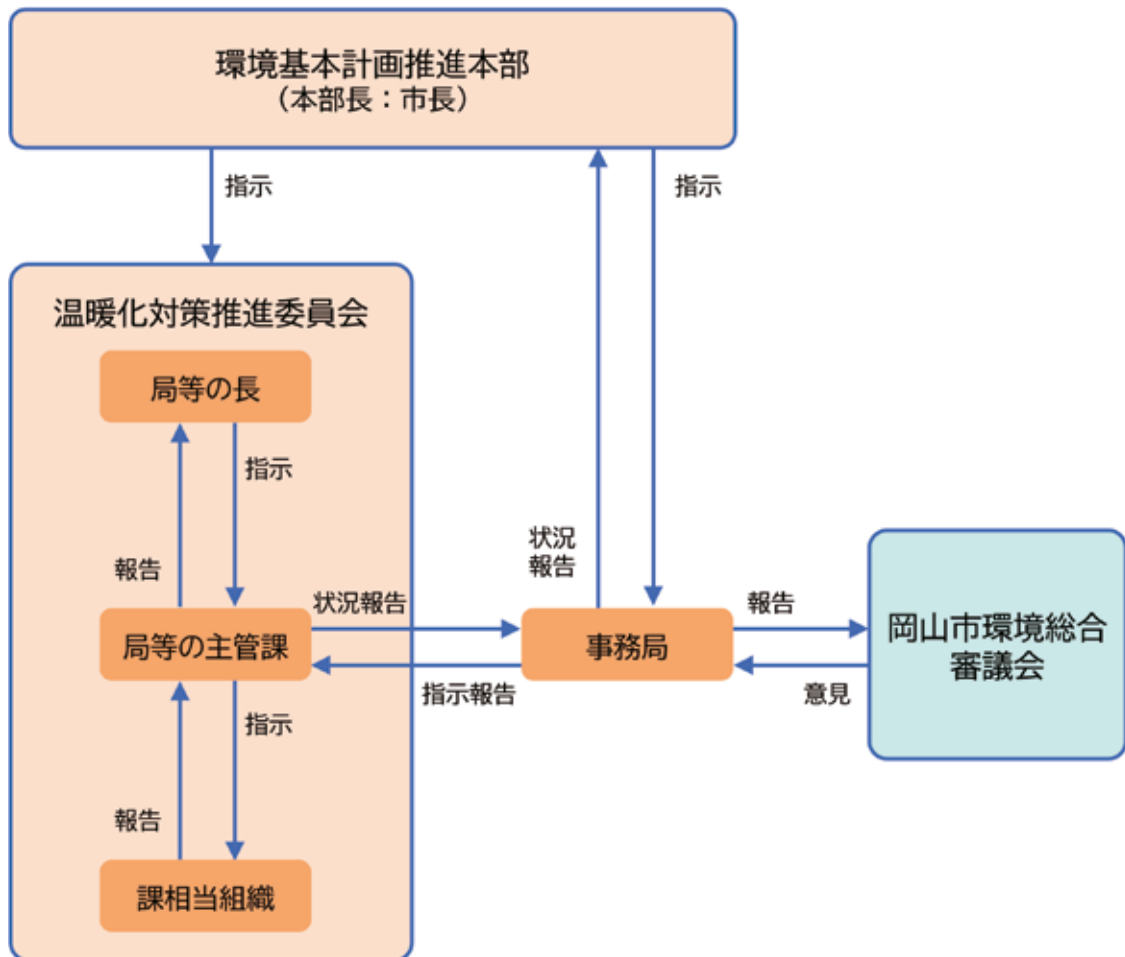 環境基本計画推進本部
（本部長：市長）
指示
指示
温暖化対策推進委員会
局等の長
指示
報告
状況
報告
局等の主管課
状況報告
指示報告
事務局
報告
意見
岡山市環境総合
審議会
指示
報告
課相当組織